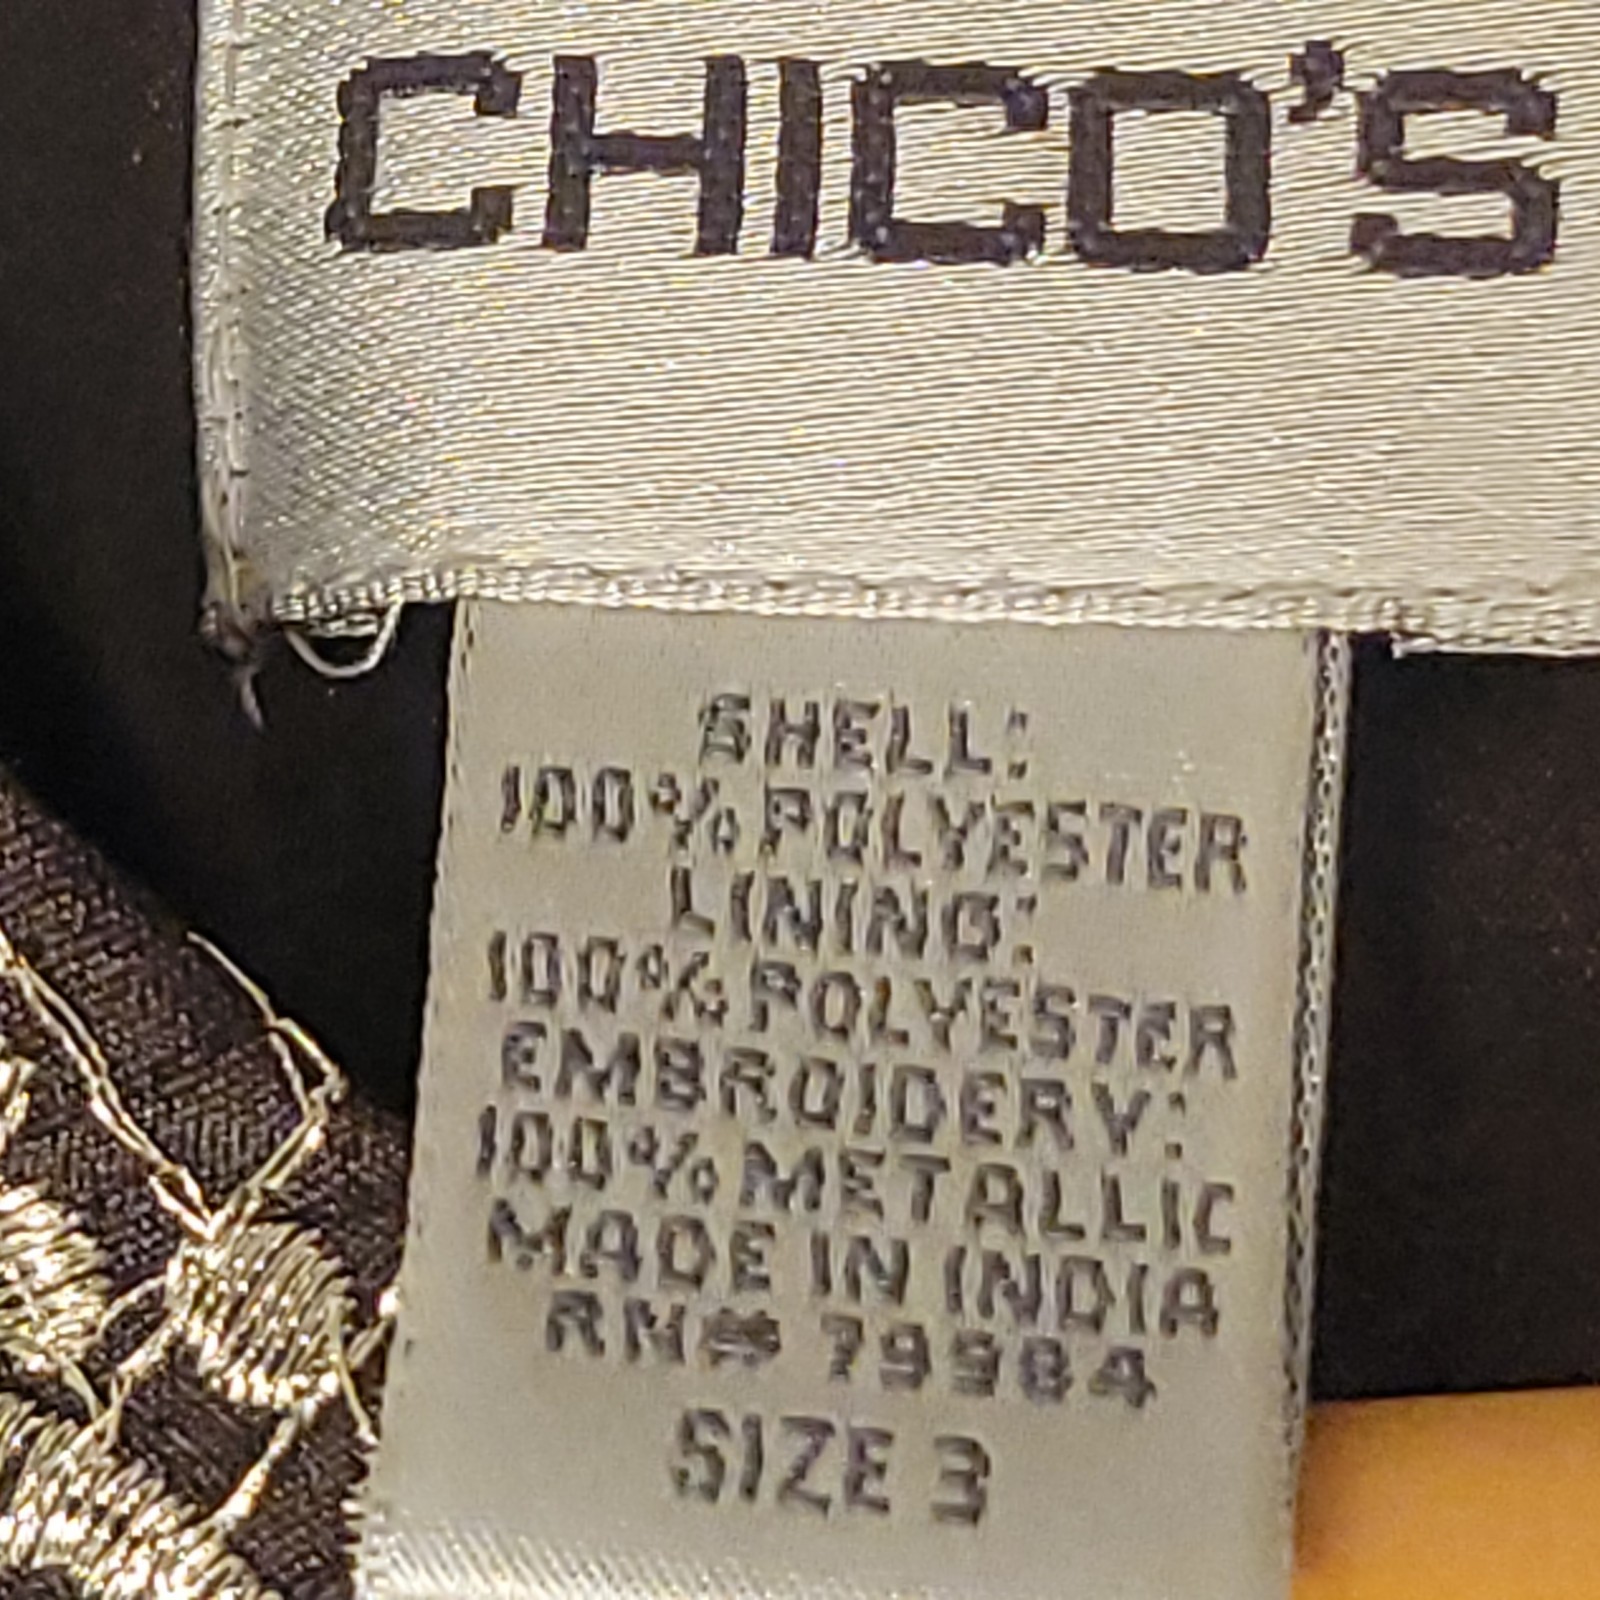 CHICO'S
SHELL:
100% POLYESTER
LINING:
100% POLYESTER
EMBROIDERY:
100% METALLIC
MADE IN INDIA
RN# 79984
SIZE 3